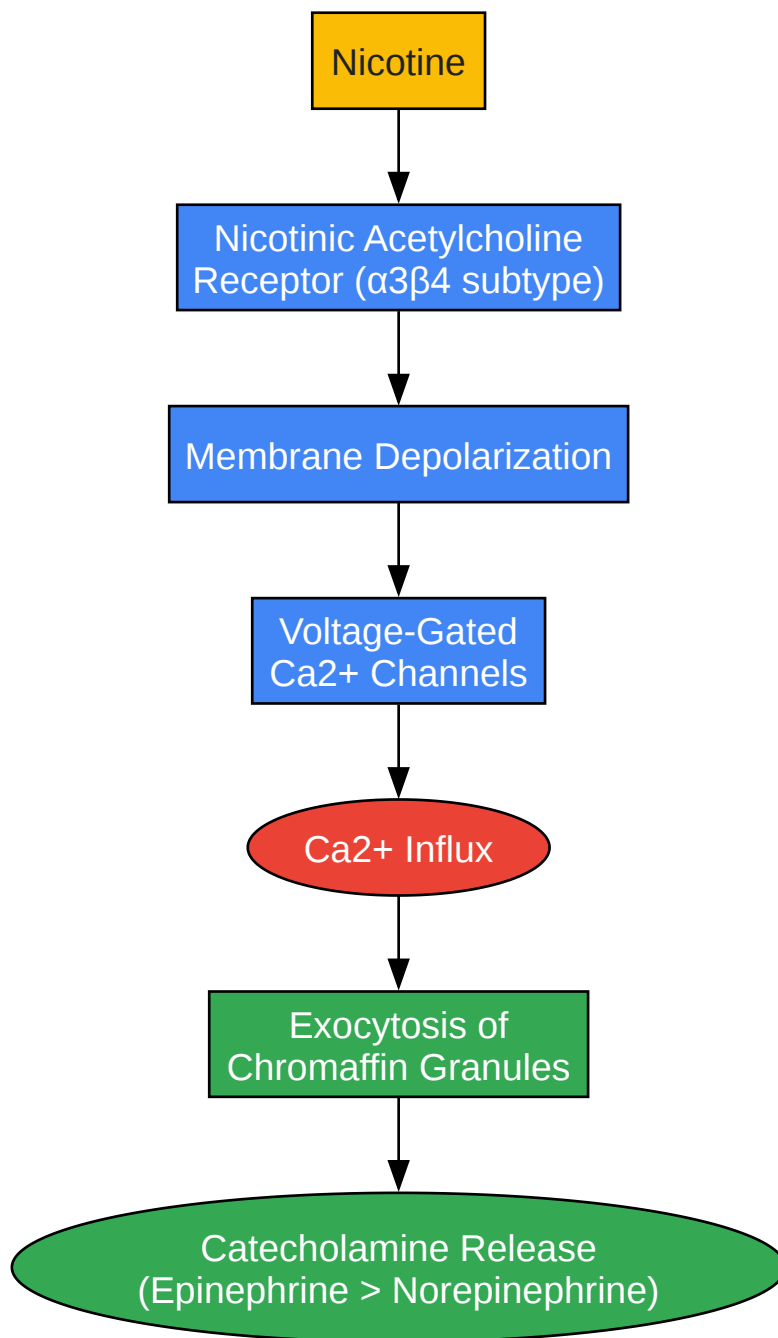 Nicotine
Nicotinic Acetylcholine
Receptor (α3β4 subtype)
Membrane Depolarization
Voltage-Gated
Ca2+ Channels
Ca2+ Influx
Exocytosis of
Chromaffin Granules
Catecholamine Release
(Epinephrine > Norepinephrine)